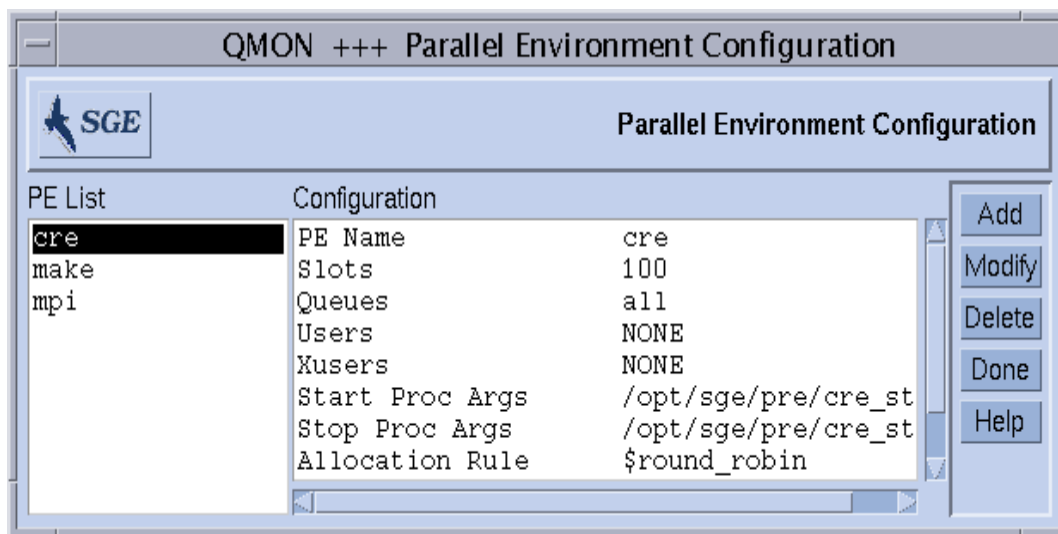 QMON +++ Parallel Environment Configuration
SGE
Parallel Environment Configuration
PE List
Configuration
cre
make
mpi
PE Name cre
Slots 100
Queues all
Users NONE
Xusers NONE
Start Proc Args /opt/sge/pre/cre_st
Stop Proc Args /opt/sge/pre/cre_st
Allocation Rule $round_robin
Add
Modify
Delete
Done
Help